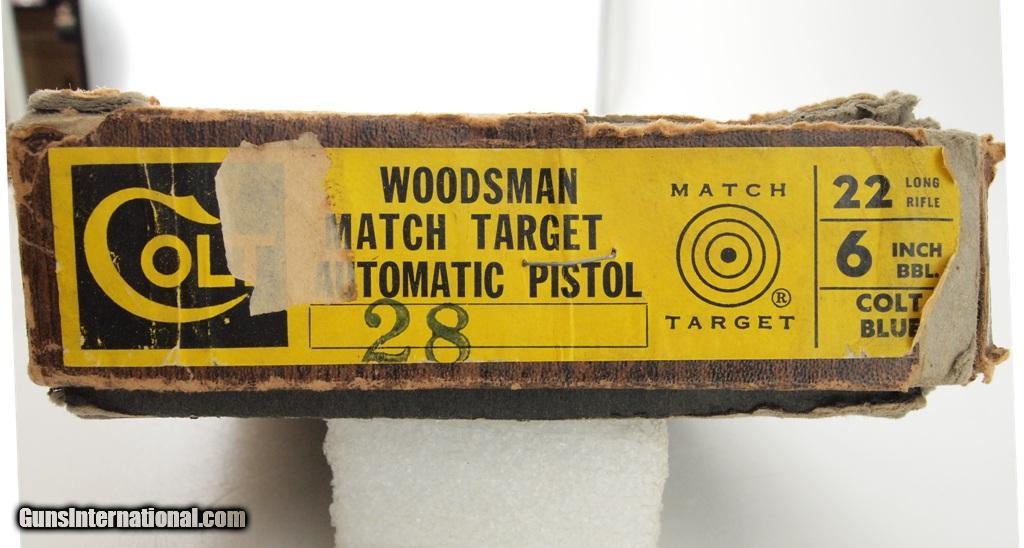 COLT
WOODSMAN
MATCH TARGET
AUTOMATIC PISTOL
28
MATCH
TARGET
®
22 LONG RIFLE
6 INCH BBL.
COLT
BLUE
GunsInternational.com